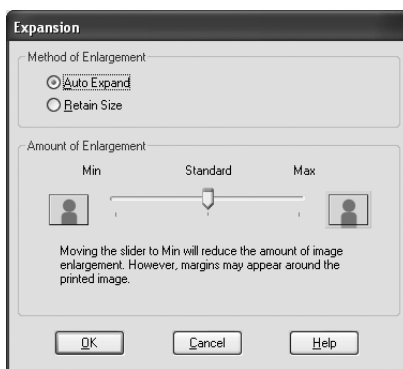 Expansion
Method of Enlargement
Auto Expand
Retain Size
Amount of Enlargement
Min Standard Max
Moving the slider to Min will reduce the amount of image
enlargement. However, margins may appear around the
printed image.
OK Cancel Help